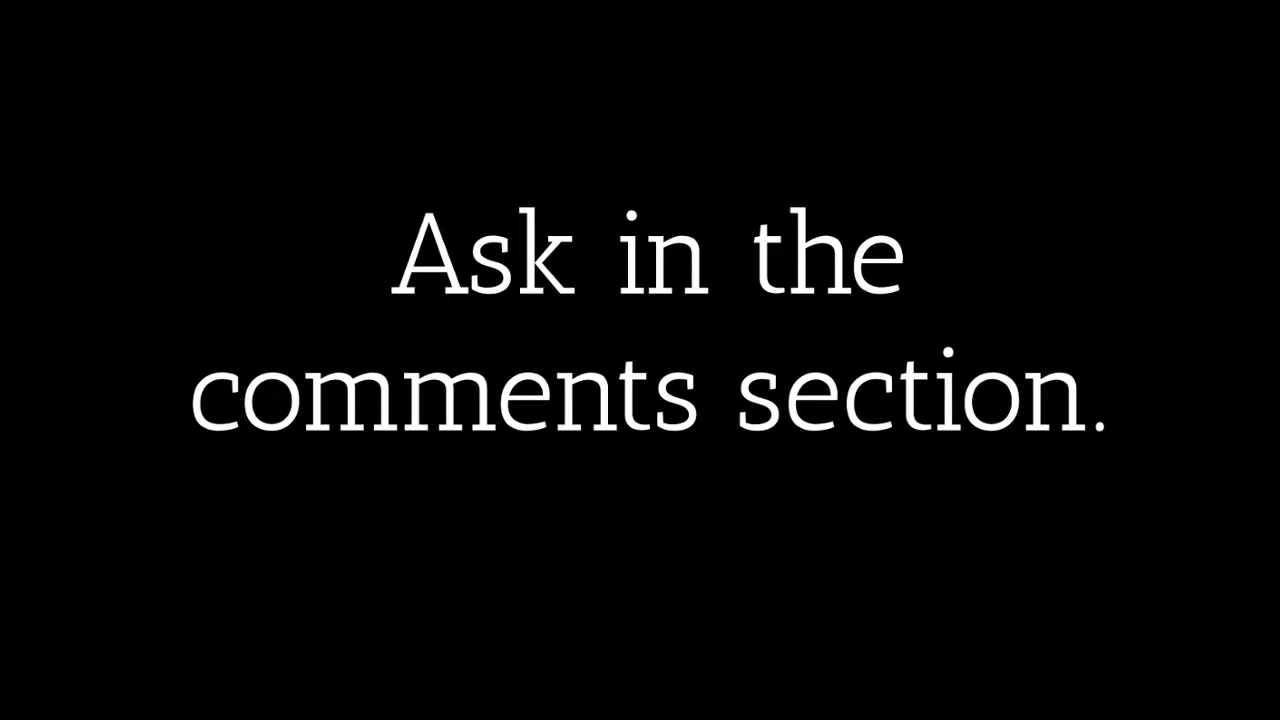 Ask in the
comments section.